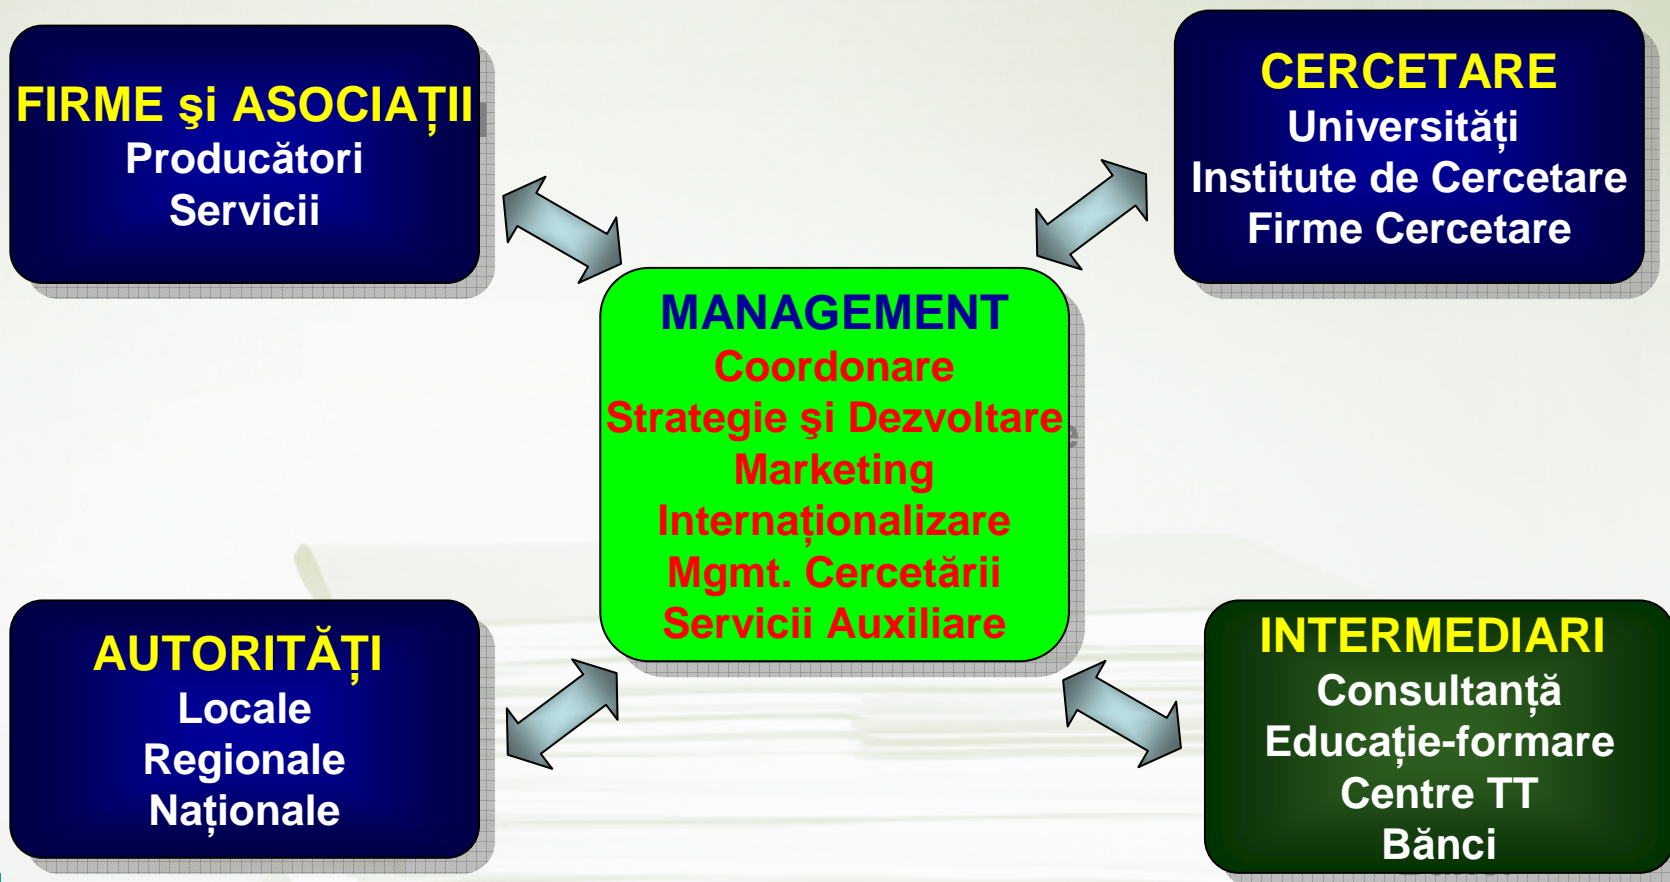 FIRME şi ASOCIAȚII
Producători
Servicii
CERCETARE
Universități
Institute de Cercetare
Firme Cercetare
MANAGEMENT
Coordonare
Strategie şi Dezvoltare
Marketing
Internaționalizare
Mgmt. Cercetării
Servicii Auxiliare
AUTORITĂȚI
Locale
Regionale
Naționale
INTERMEDIARI
Consultanță
Educație-formare
Centre TT
Bănci